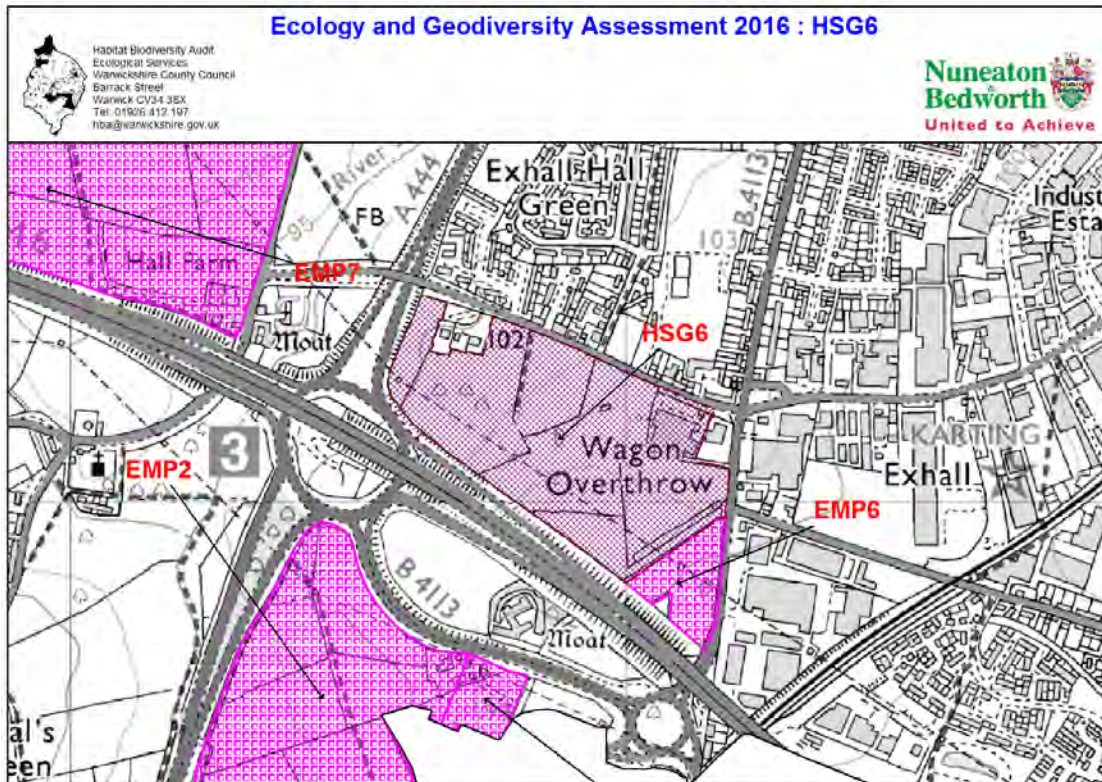 Ecology and Geodiversity Assessment 2016 : HSG6
Habitat Biodiversity Audit
Ecological Services
Warwickshire County Council
Barrack Street
Warwick CV34 3SX
Tel: 01926 412 197
hba@warwickshire.gov.uk
Nuneaton
Bedworth
United to Achieve
River
A 444
Exhall Hall
Green
B 4113
103
Indust
Esta
FB
95
Hall Farm
EMP7
Moat
102
HSG6
Wagon
Overthrow
KARTING
Exhall
3
EMP2
EMP6
B 4113
Moat
al's
een